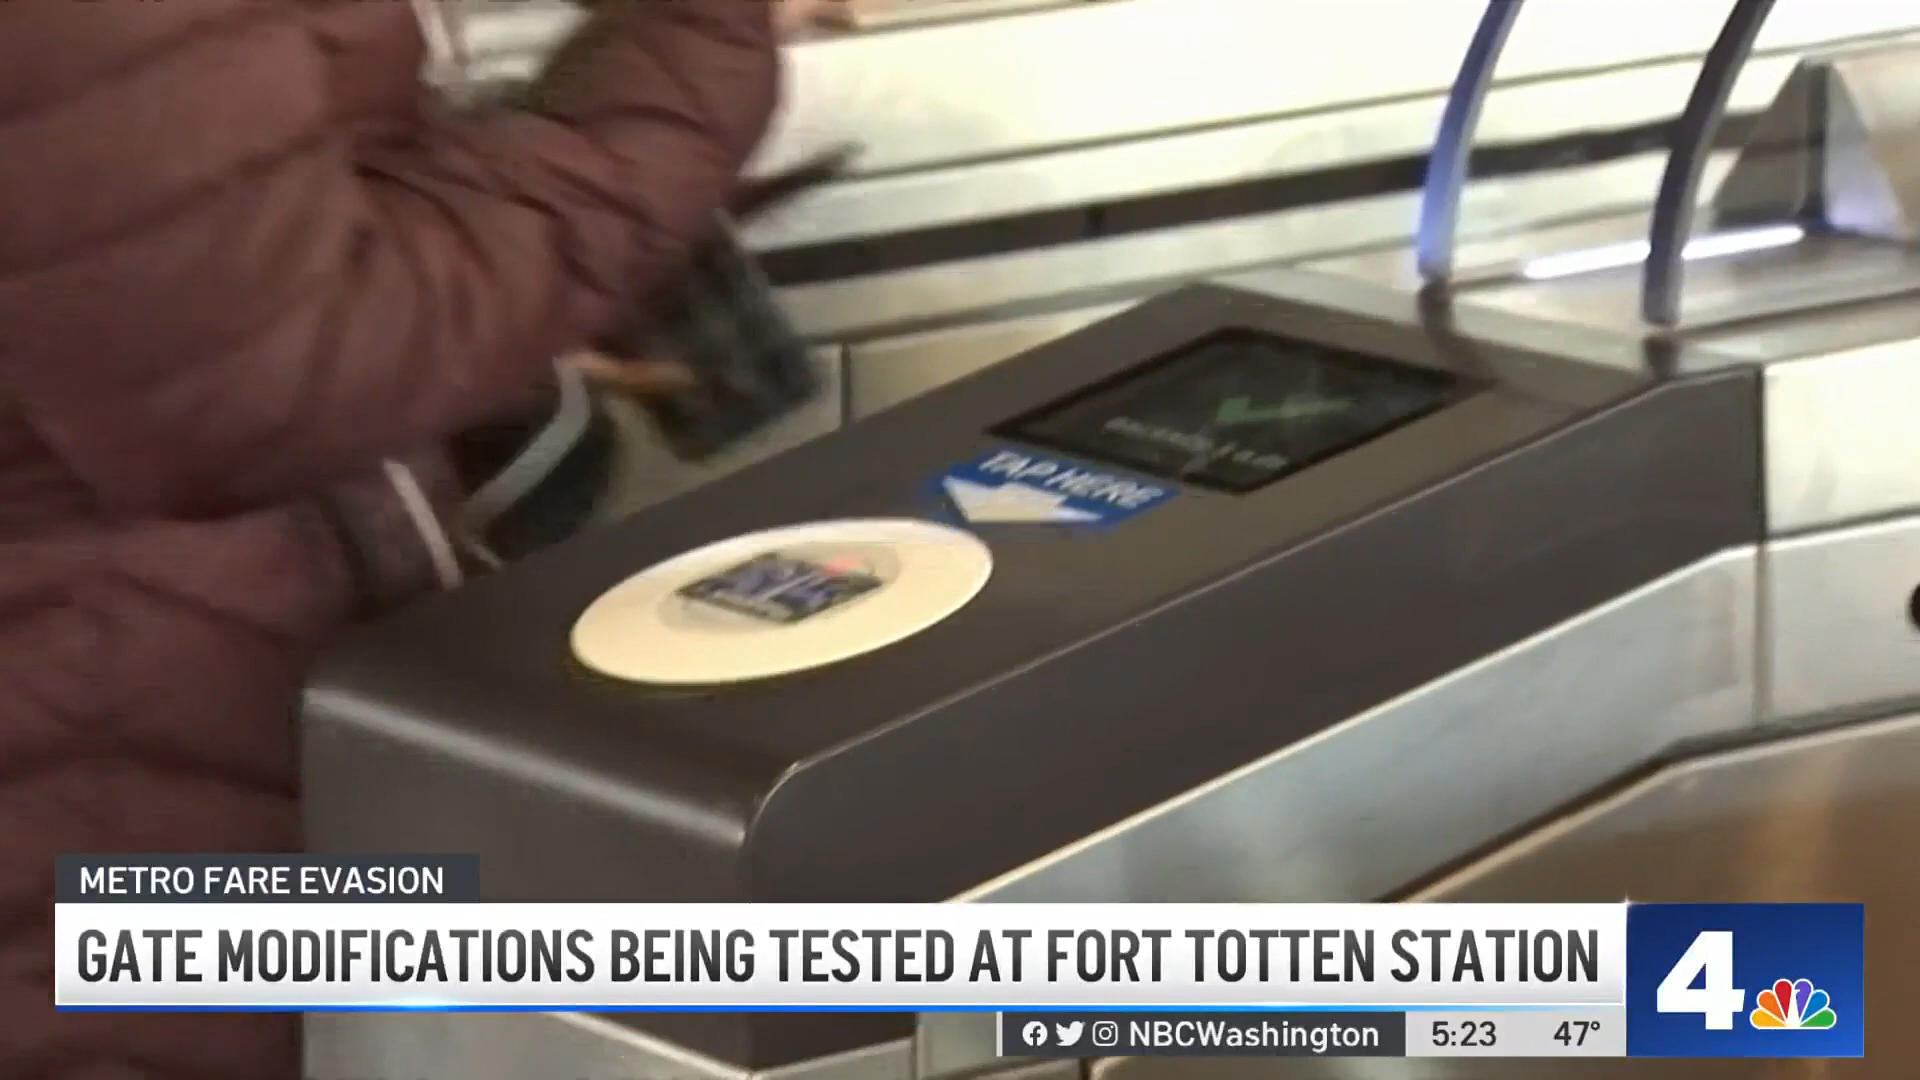 TAP HERE
METRO FARE EVASION
GATE MODIFICATIONS BEING TESTED AT FORT TOTTEN STATION
4
NBCWashington
5:23
47°